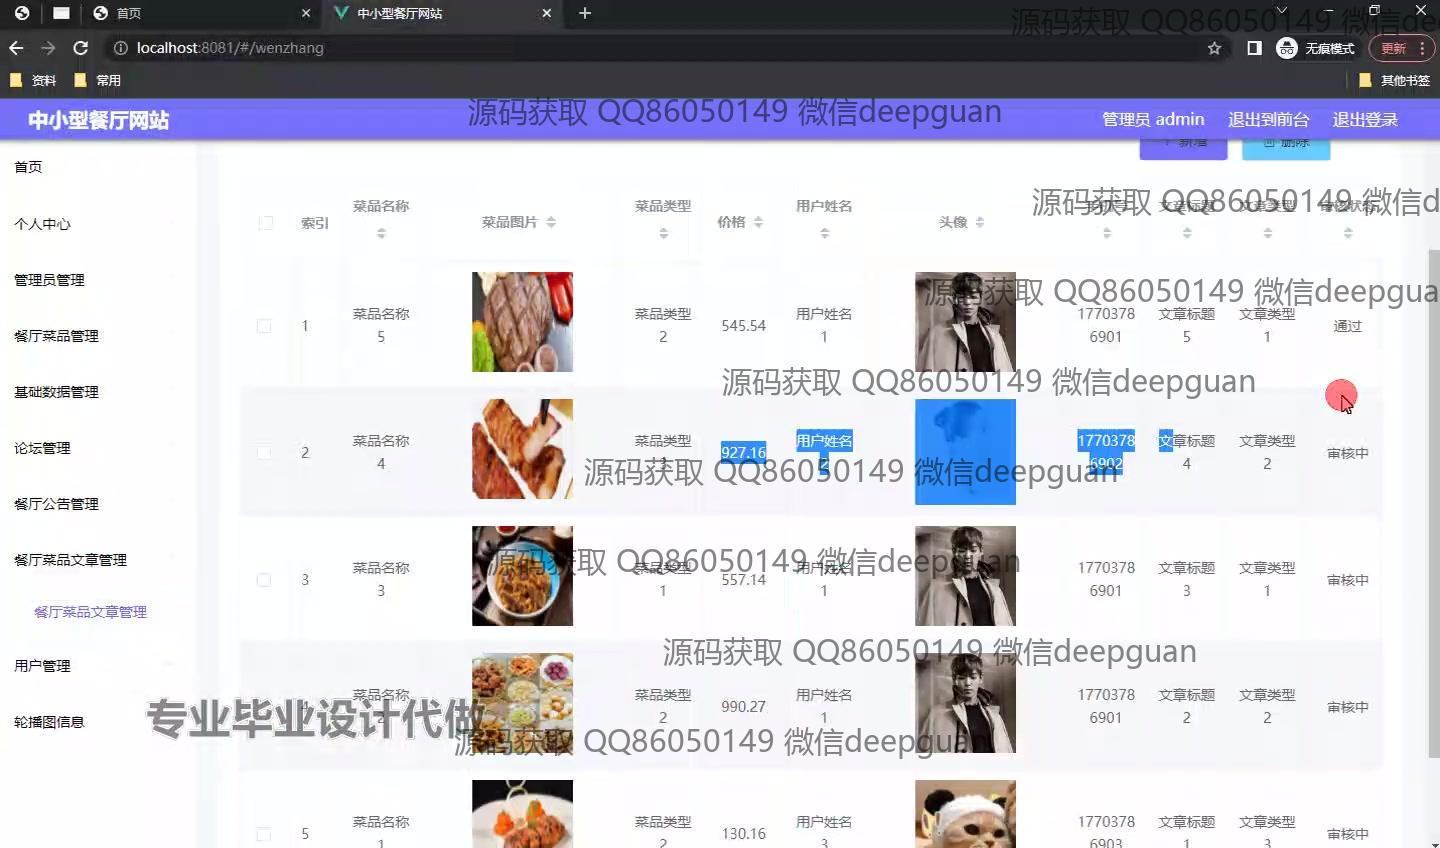 首页
中小型餐厅网站
localhost:8081/#/wenzhang
无痕模式
更新
资料
常用
其他书签
源码获取 QQ86050149 微信de
中小型餐厅网站
源码获取 QQ86050149 微信deepguan
管理员 admin
退出到前台
退出登录
首页
个人中心
管理员管理
餐厅菜品管理
基础数据管理
论坛管理
餐厅公告管理
餐厅菜品文章管理
餐厅菜品文章管理
用户管理
轮播图信息
+ 新增
删除
索引
菜品名称
菜品图片
菜品类型
价格
用户姓名
头像
文章标题
文章类型
审核状态
源码获取 QQ86050149 微信d
1
菜品名称
5
菜品类型
2
545.54
用户姓名
1
1770378
6901
文章标题
5
文章类型
1
通过
源码获取 QQ86050149 微信deepgua
源码获取 QQ86050149 微信deepguan
2
菜品名称
4
菜品类型
927.16
用户姓名
1770378
6902
文章标题
4
文章类型
2
审核中
源码获取 QQ86050149 微信deepguan
3
菜品名称
3
菜品类型
1
557.14
用户姓名
1
1770378
6901
文章标题
3
文章类型
1
审核中
源码获取 QQ86050149 微信deepguan
源码获取 QQ86050149 微信deepguan
4
菜品名称
2
菜品类型
2
990.27
用户姓名
1
1770378
6901
文章标题
2
文章类型
2
审核中
专业毕业设计代做
源码获取 QQ86050149 微信deepguan
5
菜品名称
1
菜品类型
2
130.16
用户姓名
3
1770378
6903
文章标题
1
文章类型
3
审核中